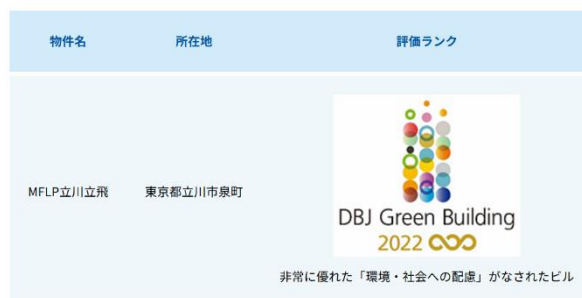 物件名 所在地 評価ランク
MFLP立川立飛 東京都立川市泉町
DBJ Green Building
2022
非常に優れた「環境・社会への配慮」がなされたビル